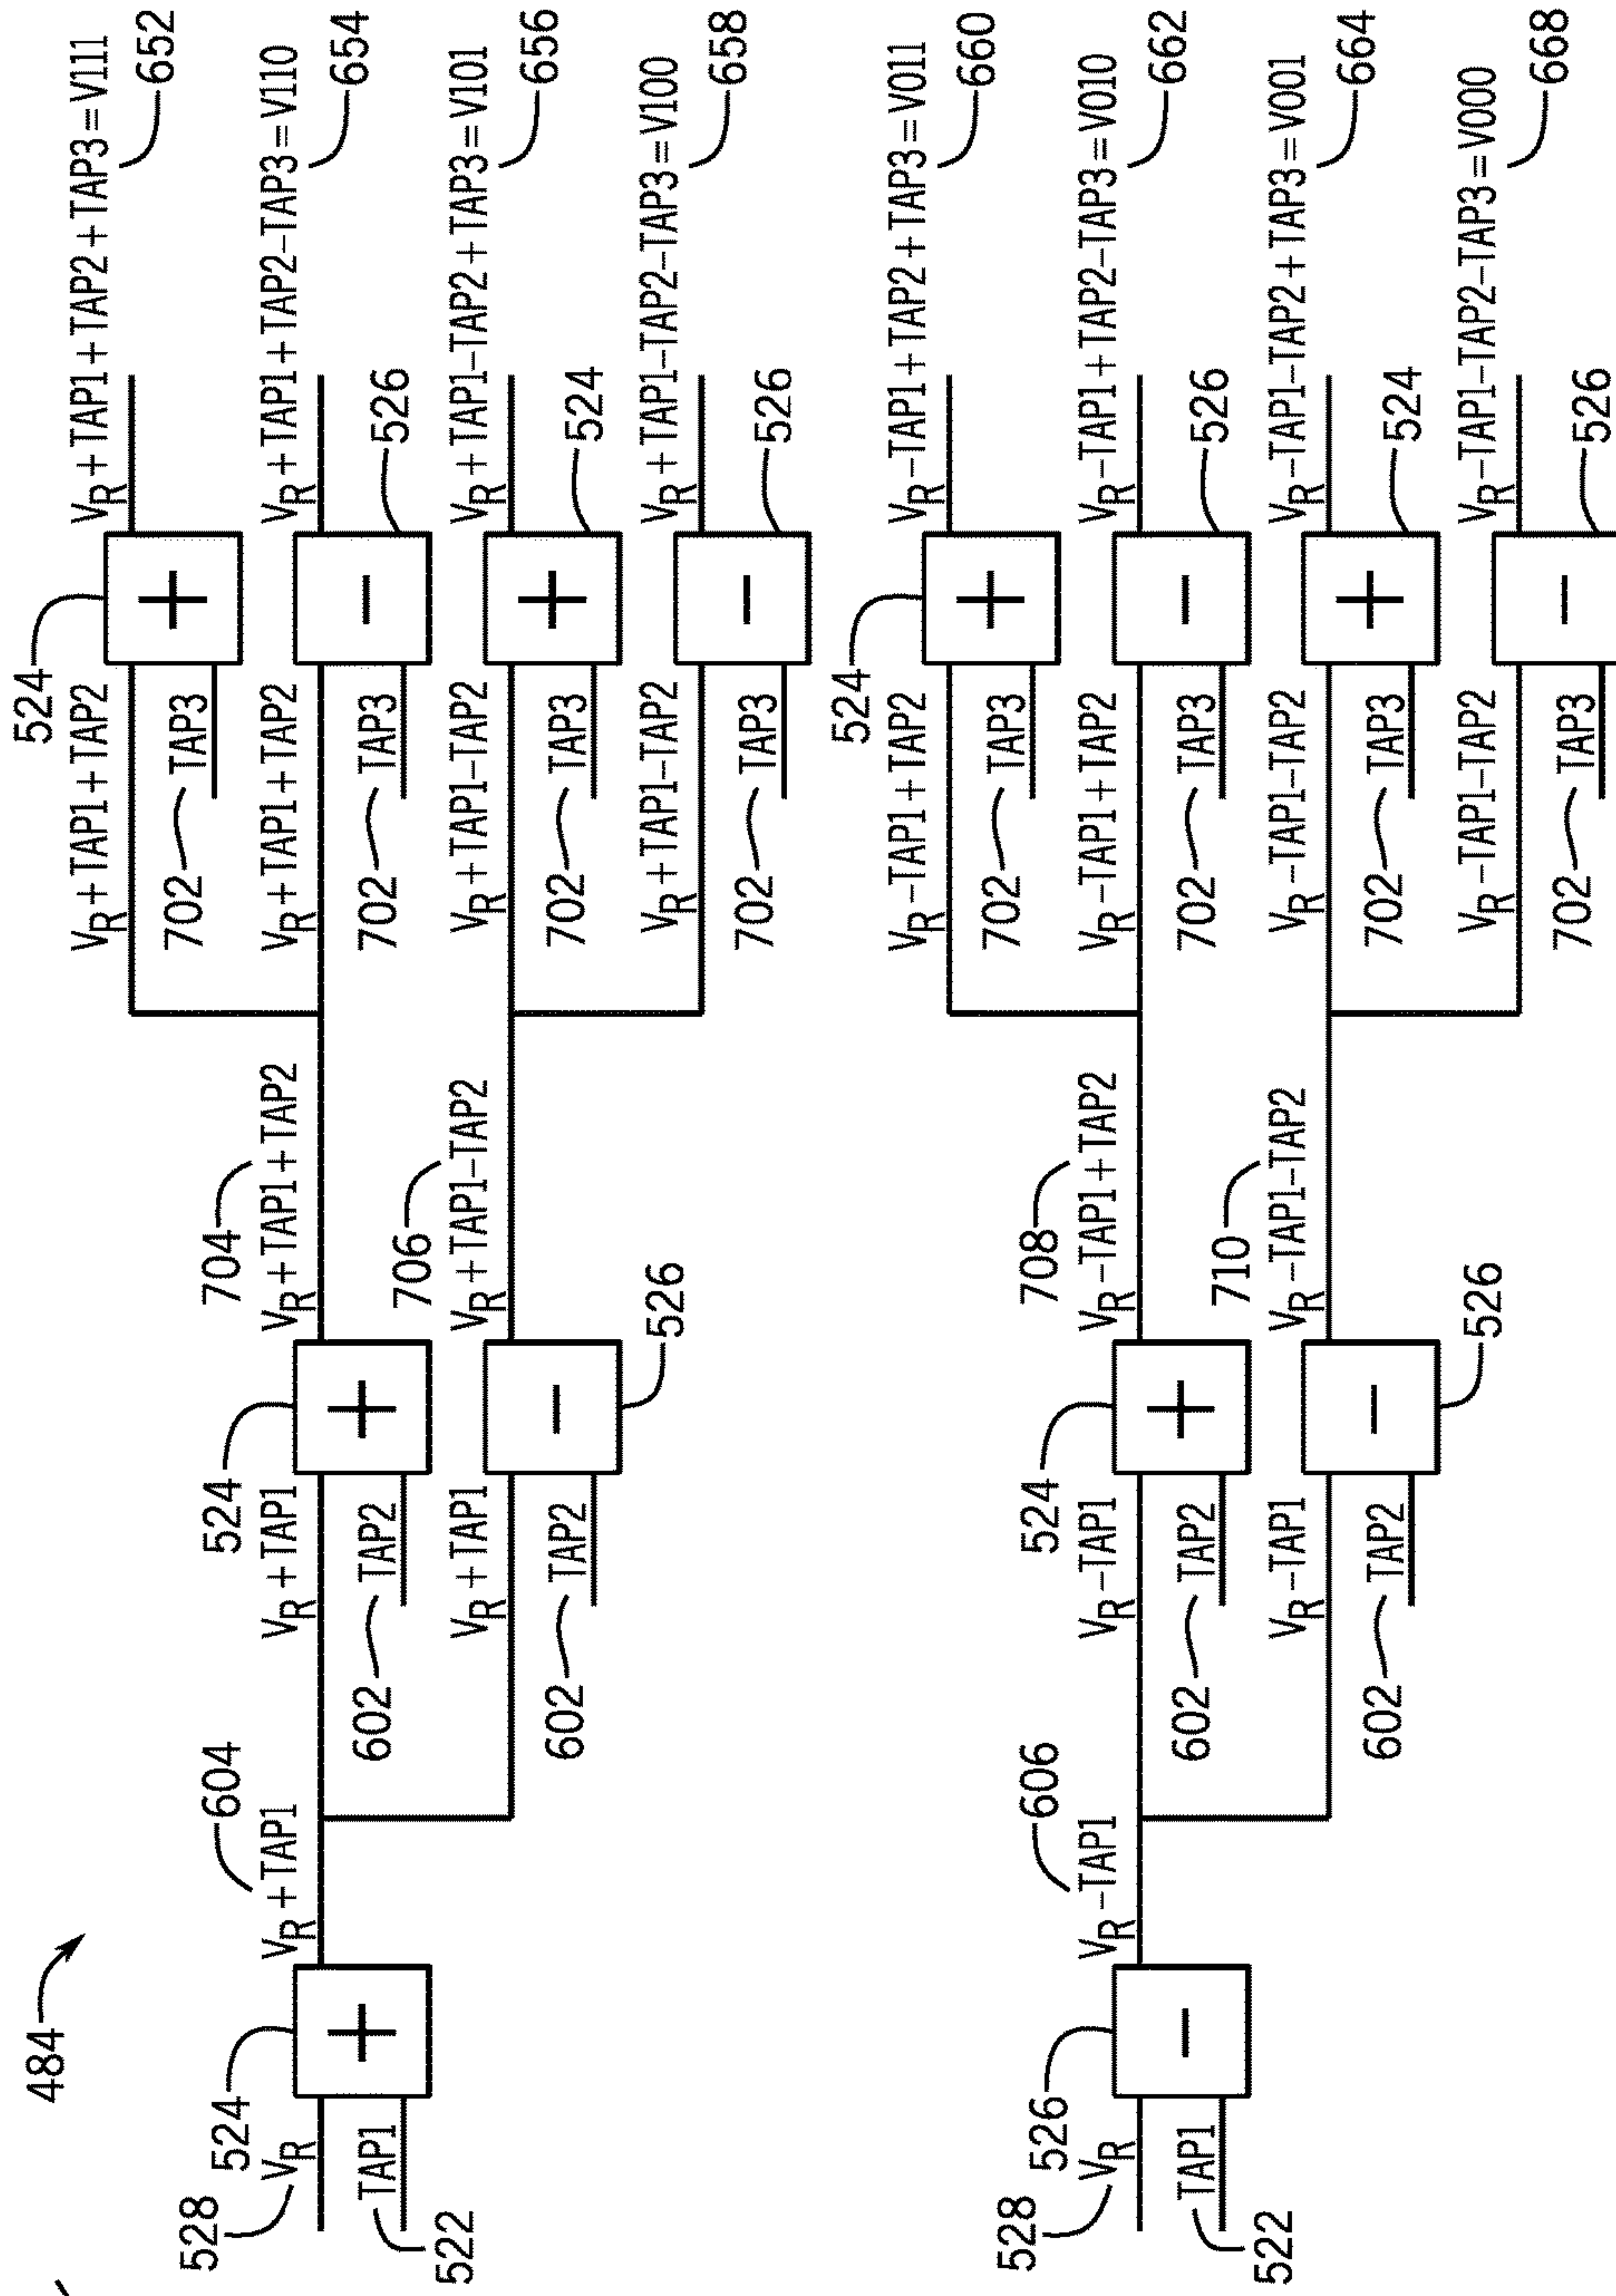 484
524
V_R+TAP1+TAP2
V_R+TAP1+TAP2+TAP3=V111
652
702
TAP3
528
V_R
524
V_R+TAP1
604
V_R+TAP1
524
V_R+TAP1+TAP2
704
V_R+TAP1+TAP2
V_R+TAP1+TAP2-TAP3=V110
654
522
TAP1
602
TAP2
702
TAP3
526
V_R+TAP1
V_R+TAP1-TAP2
706
V_R+TAP1-TAP2
V_R+TAP1-TAP2+TAP3=V101
656
602
TAP2
526
702
TAP3
524
V_R+TAP1-TAP2
V_R+TAP1-TAP2-TAP3=V100
658
702
TAP3
526
524
V_R-TAP1+TAP2
V_R-TAP1+TAP2+TAP3=V011
660
702
TAP3
528
V_R
526
V_R-TAP1
606
V_R-TAP1
524
V_R-TAP1+TAP2
708
V_R-TAP1+TAP2
V_R-TAP1+TAP2-TAP3=V010
662
522
TAP1
602
TAP2
702
TAP3
526
V_R-TAP1
V_R-TAP1-TAP2
710
V_R-TAP1-TAP2
V_R-TAP1-TAP2+TAP3=V001
664
602
TAP2
526
702
TAP3
524
V_R-TAP1-TAP2
V_R-TAP1-TAP2-TAP3=V000
668
702
TAP3
526